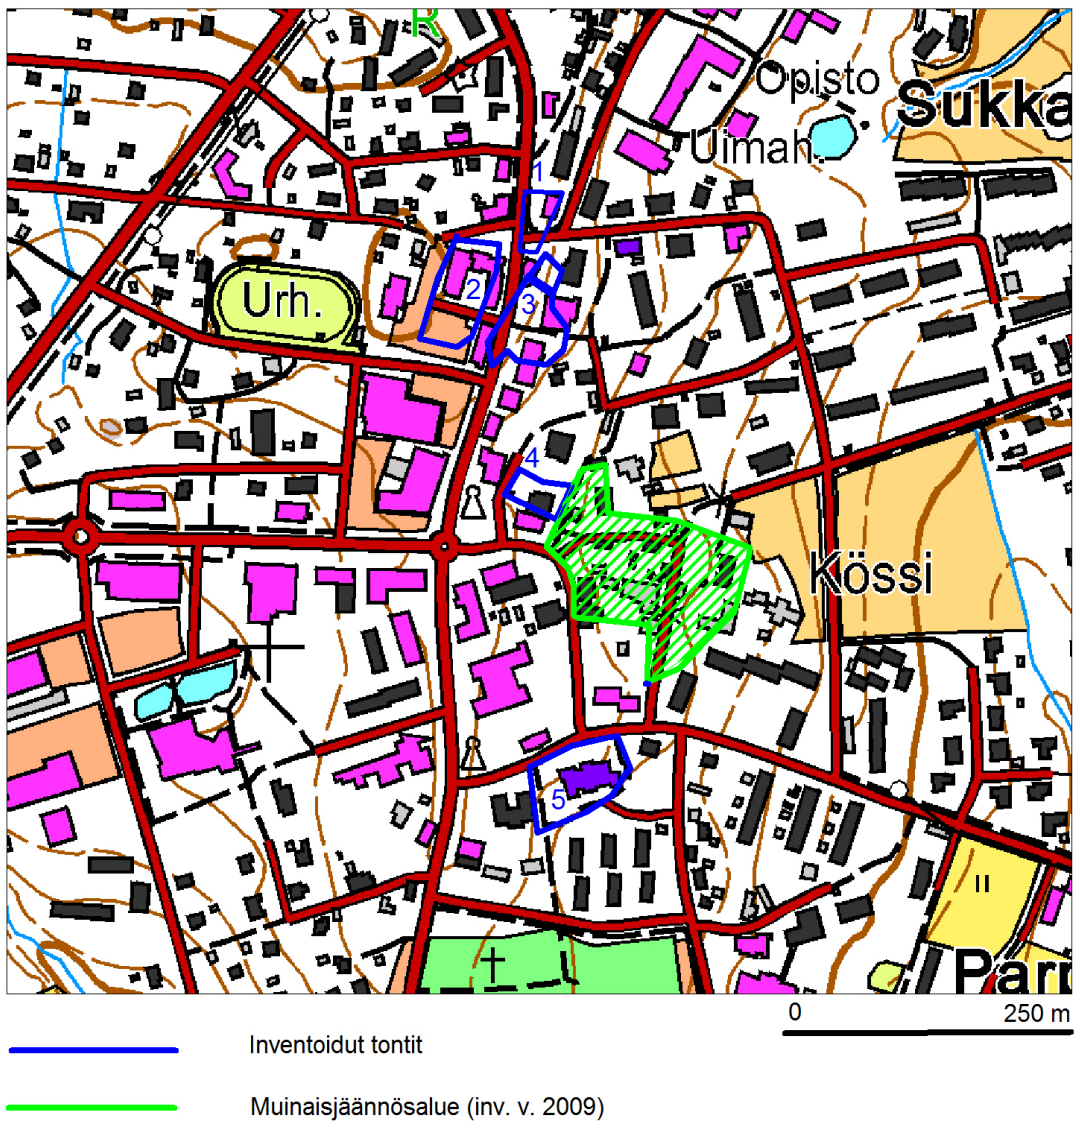 R
Opisto
Sukka
Uimah.
1
2
Urh.
3
4
Kössi
5
II
Parr
0
250 m
Inventoidut tontit
Muinaisjäännösalue (inv. v. 2009)